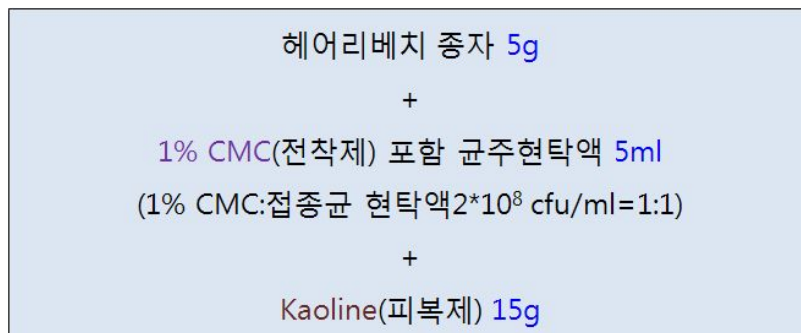 헤어리베치 종자 5g
+
1% CMC(전착제) 포함 균주현탁액 5ml
(1% CMC:접종균 현탁액2*10⁸ cfu/ml=1:1)
+
Kaoline(피복제) 15g